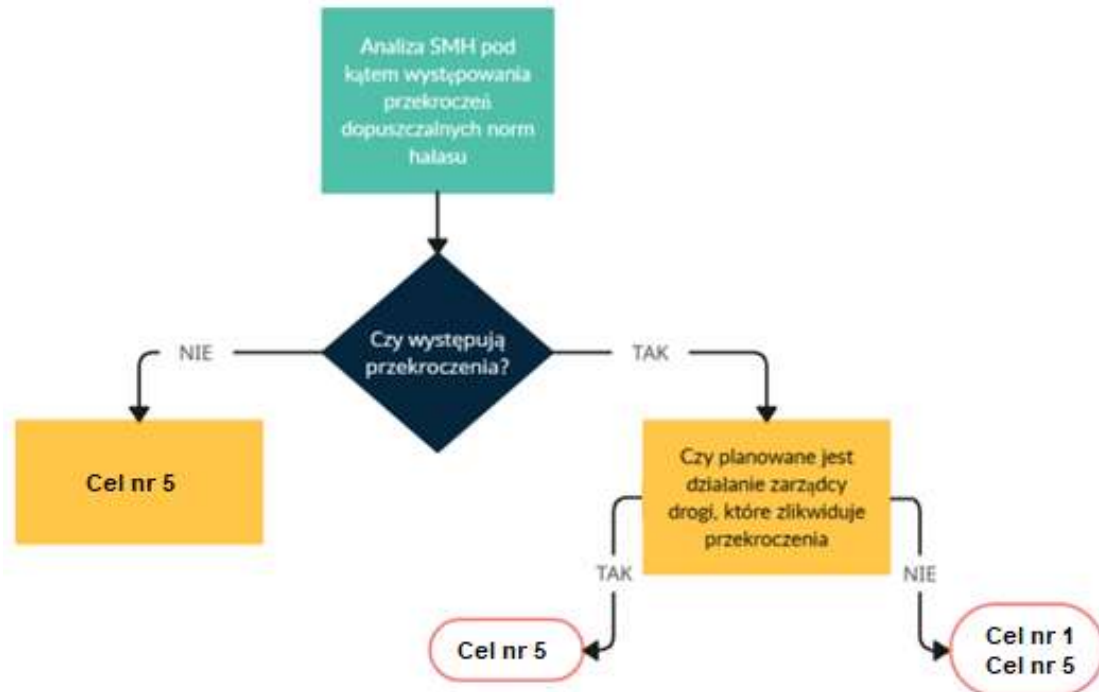 Analiza SMH pod
kątem występowania
przekroczeń
dopuszczalnych norm
hałasu
Czy występują
przekroczenia?
NIE
TAK
Cel nr 5
Czy planowane jest
działanie zarządcy
drogi, które zlikwiduje
przekroczenia
TAK
NIE
Cel nr 5
Cel nr 1
Cel nr 5